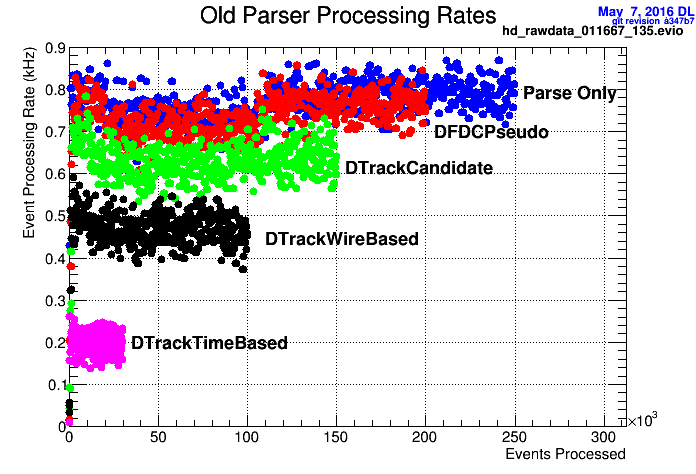 Old Parser Processing Rates
May 7, 2016 DL
git revision a347b7
hd_rawdata_011667_135.evio
Event Processing Rate (kHz)
0.9
0.8
0.7
0.6
0.5
0.4
0.3
0.2
0.1
0
Parse Only
DFDCPseudo
DTrackCandidate
DTrackWireBased
DTrackTimeBased
0 50 100 150 200 250 300
×10³
Events Processed